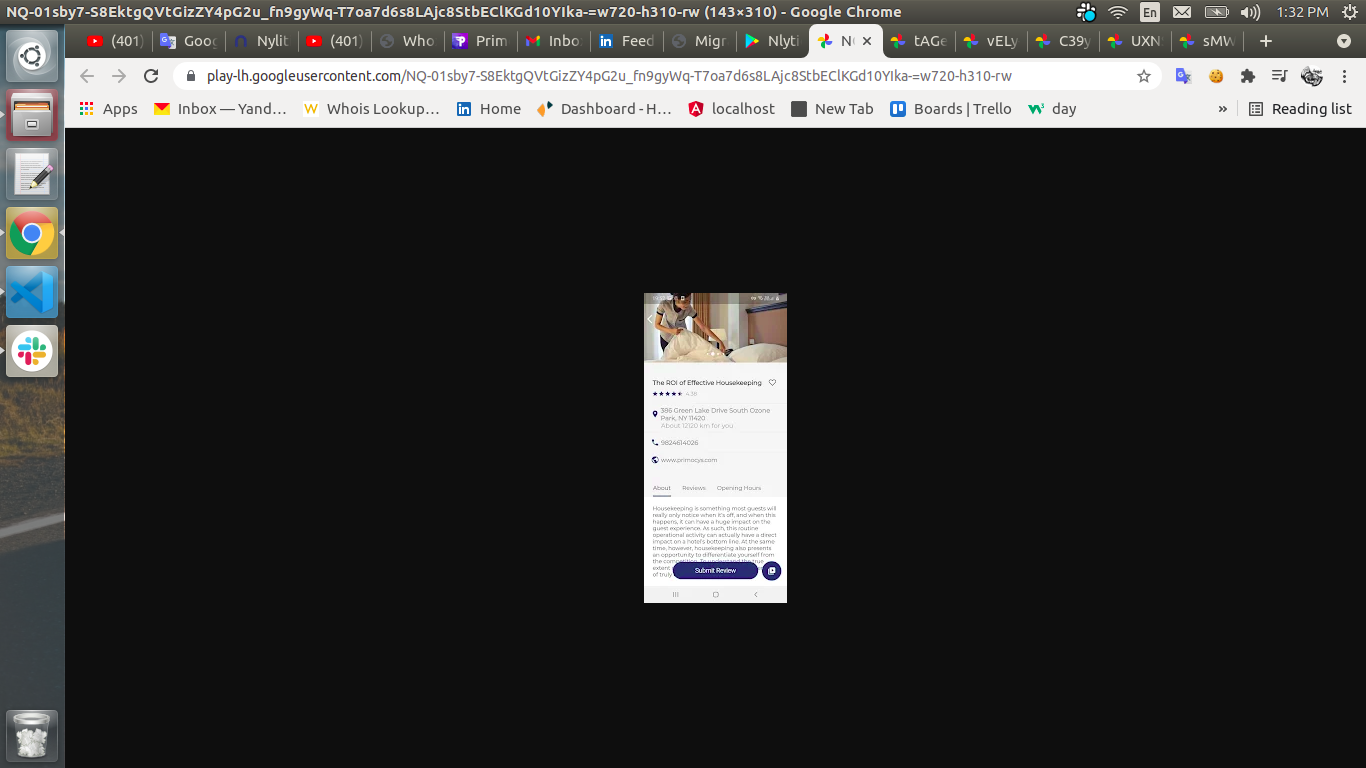 NQ-01sby7-S8EktgQVtGizZY4pG2u_fn9gyWq-T7oa7d6s8LAjc8StbEClKGd10YIka-=w720-h310-rw (143×310) - Google Chrome
En
1:32 PM
(401)
Goog
Nylit
(401)
Who
Prim
Inbo
Feed
Migr
Nlyti
NQ
tAGe
vELy
C39y
UXN
sMW
play-lh.googleusercontent.com/NQ-01sby7-S8EktgQVtGizZY4pG2u_fn9gyWq-T7oa7d6s8LAjc8StbEClKGd10YIka-=w720-h310-rw
Apps
Inbox — Yand…
Whois Lookup…
Home
Dashboard - H…
localhost
New Tab
Boards | Trello
day
»
Reading list
The ROI of Effective Housekeeping
4.38
386 Green Lake Drive South Ozone
Park, NY 11420
About 12120 km for you
9824614026
www.primocys.com
About Reviews Opening Hours
Housekeeping is something most guests will
really only notice when it's off, and when this
happens, it can have a huge impact on the
guest experience. As such, this routine
operational activity can actually have a direct
impact on a hotel's bottom line. At the same
time, however, housekeeping also presents
an opportunity to differentiate yourself from
the competition. To understand the true
extent
Submit Review
of truly